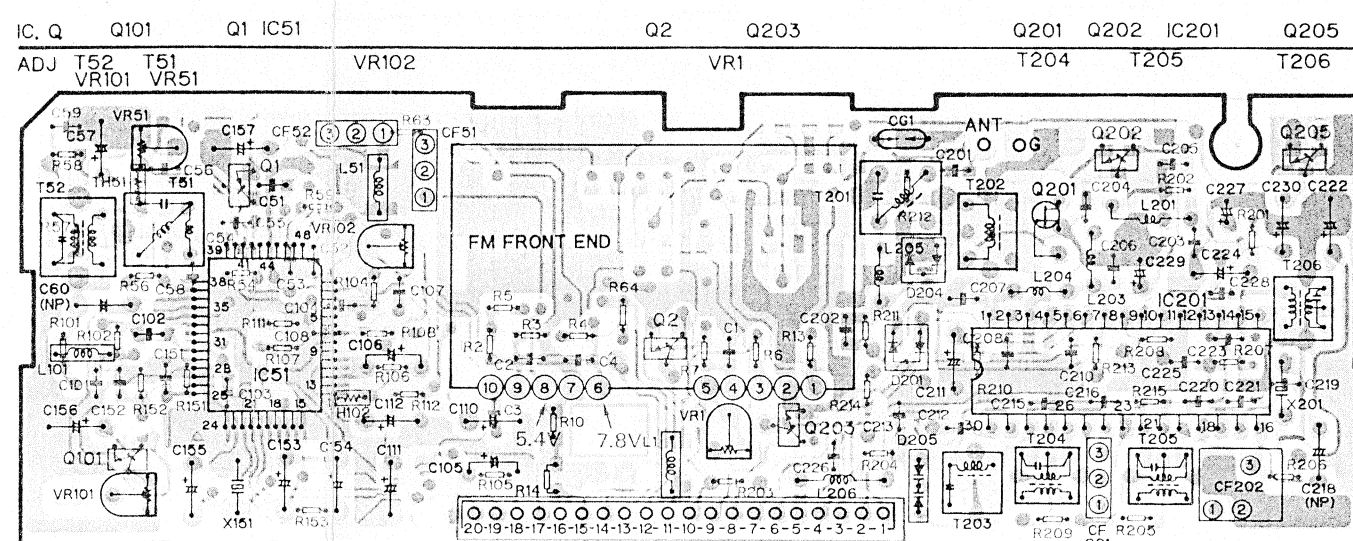 IC, Q Q101 Q1 IC51 Q2 Q203 Q201 Q202 IC201 Q205
ADJ T52 T51 VR102 VR1 T204 T205 T206
VR101 VR51
C59 VR51 C157 CF52 3 2 1 R63 CF51 CG1 ANT Q202 C205 Q205
C57 3 G
R58 C56 Q1 L51 2 C201 R202
TH51 T51 1 T202 Q201 C204 C227 C230 C222
T52 C51 T201 R212 L201 R201
R57 C55 VR102 C203
39 48 FM FRONT END L205 C206 C224
R56 C58 38 41 44 R54 C53 R104 C107 D204 C207 L204 C229 C228 T206
C60 L203
(NP) 35 R5 R64 IC201
R101 R102 C102 R111 5 R108 R3 R4 Q2 C1 R13 C202 R211 1 2 3 4 5 6 7 8 9 10 11 12 13 14 15
31 C108 C106 R2 C208 R208 C223 R207
L101 C151 28 R107 9 R106 C2 C4 R7 R6 D201 C210 R213 C225 C219
C101 IC51 C211 R210
C152 R152 R151 25 C103 13 R112 10 9 8 7 6 5 4 3 2 1 R214 C215 26 C216 23 R215 C220 C221 X201
C156 24 21 18 15 H102 C112 C110 C3 R10 VR1 Q203 C213 C212 30 21 18 16
Q101 C155 C153 C54 C111 5.4V 7.8V L1 D205 T204 3 T205 3 R206
VR101 C105 R105 R14 R203 C226 L206 R204 2 CF202 C218
X151 R153 T203 1 1 2 (NP)
20-19-18-17-16-15-14-13-12-11-10-9-8-7-6-5-4-3-2-1 R209 CF R205